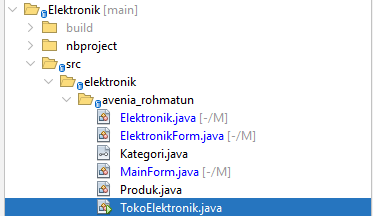 Elektronik [main]
build
nbproject
src
elektronik
avenia_rohmatun
Elektronik.java [-/M]
ElektronikForm.java [-/M]
Kategori.java
MainForm.java [-/M]
Produk.java
TokoElektronik.java